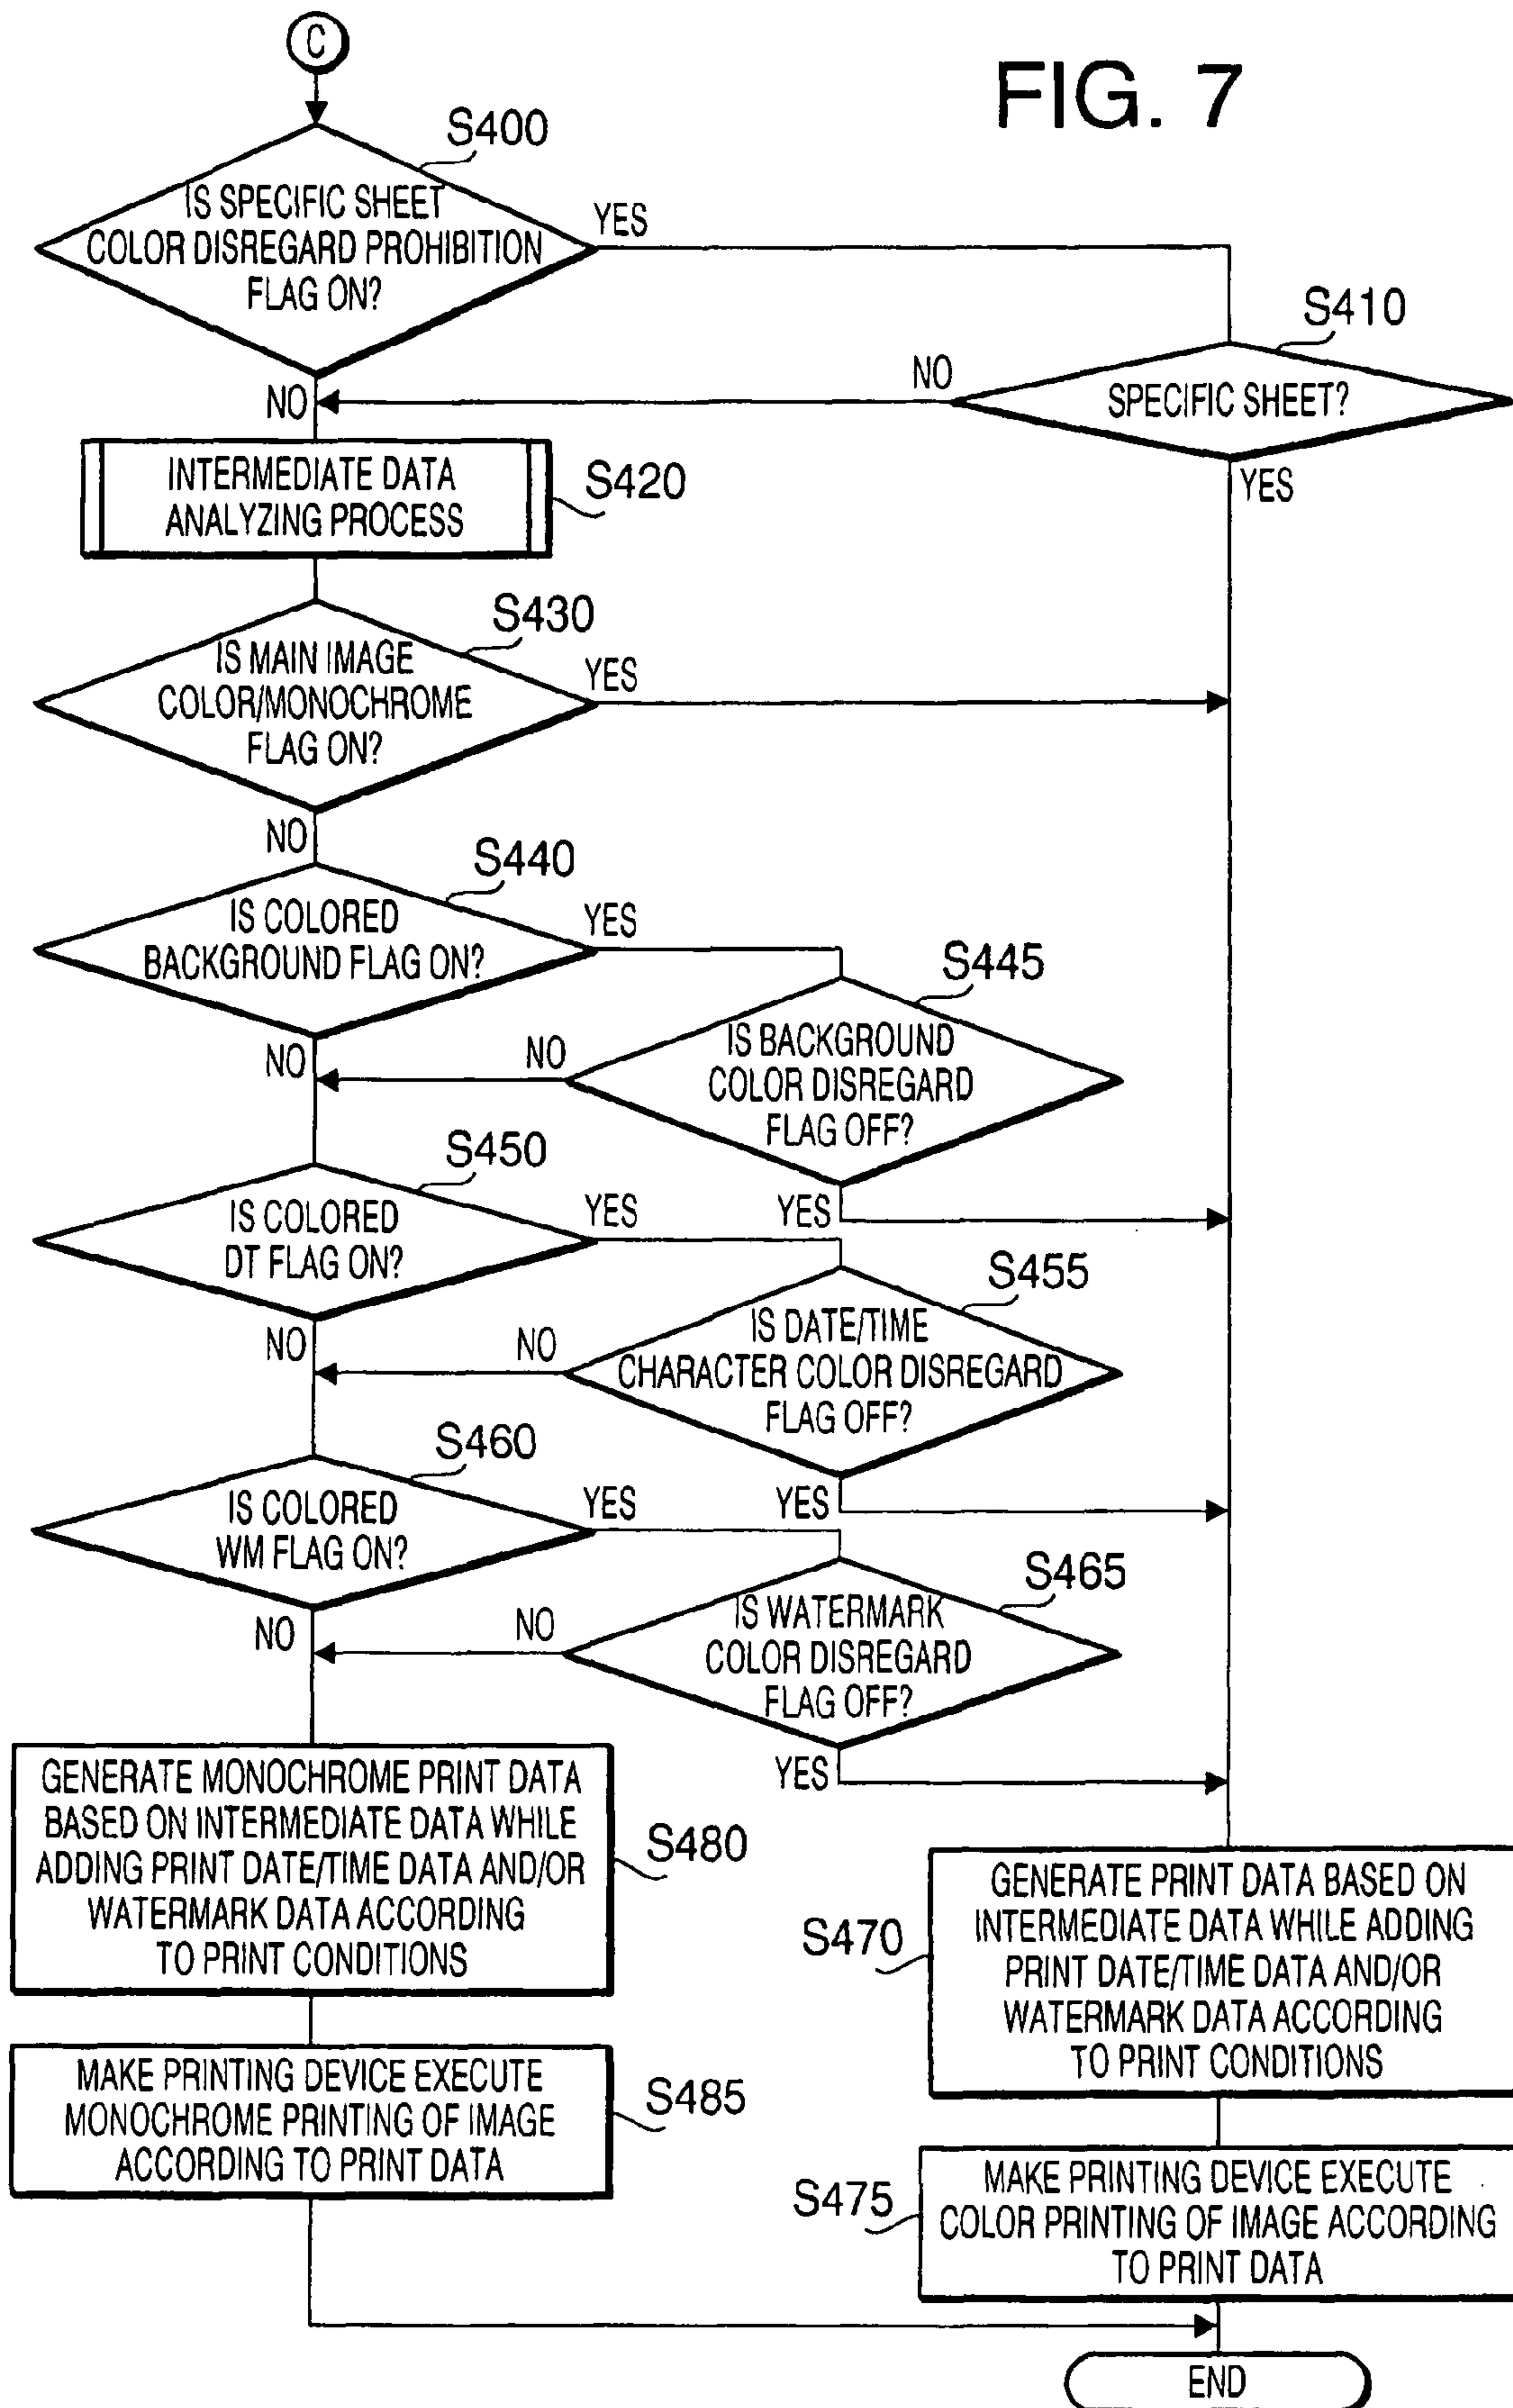 C
FIG. 7
S400
IS SPECIFIC SHEET
COLOR DISREGARD PROHIBITION
FLAG ON?
YES
S410
SPECIFIC SHEET?
NO
NO
YES
INTERMEDIATE DATA
ANALYZING PROCESS
S420
S430
IS MAIN IMAGE
COLOR/MONOCHROME
FLAG ON?
YES
NO
S440
IS COLORED
BACKGROUND FLAG ON?
YES
S445
IS BACKGROUND
COLOR DISREGARD
FLAG OFF?
NO
NO
YES
S450
IS COLORED
DT FLAG ON?
YES
S455
IS DATE/TIME
CHARACTER COLOR DISREGARD
FLAG OFF?
NO
NO
YES
S460
IS COLORED
WM FLAG ON?
YES
S465
IS WATERMARK
COLOR DISREGARD
FLAG OFF?
NO
NO
YES
GENERATE MONOCHROME PRINT DATA
BASED ON INTERMEDIATE DATA WHILE
ADDING PRINT DATE/TIME DATA AND/OR
WATERMARK DATA ACCORDING
TO PRINT CONDITIONS
S480
S470
GENERATE PRINT DATA BASED ON
INTERMEDIATE DATA WHILE ADDING
PRINT DATE/TIME DATA AND/OR
WATERMARK DATA ACCORDING
TO PRINT CONDITIONS
MAKE PRINTING DEVICE EXECUTE
MONOCHROME PRINTING OF IMAGE
ACCORDING TO PRINT DATA
S485
S475
MAKE PRINTING DEVICE EXECUTE
COLOR PRINTING OF IMAGE ACCORDING
TO PRINT DATA
END